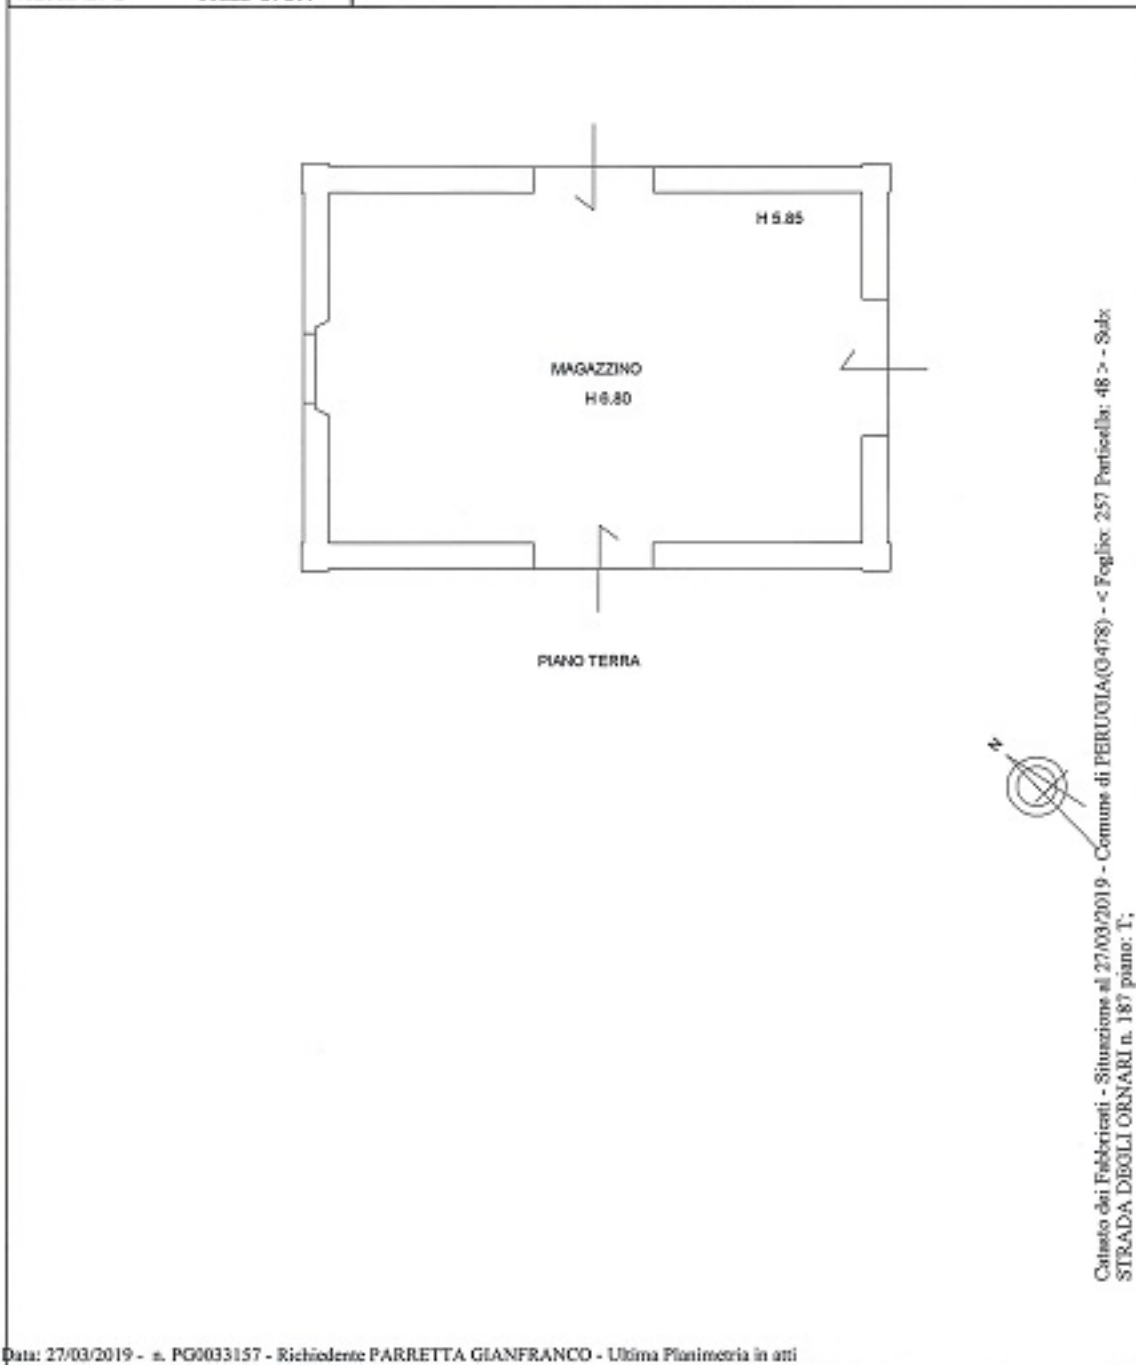 H 5.85
MAGAZZINO
H 6.80
PIANO TERRA
N
Catasto dei Fabbricati - Situazione al 27/03/2019 - Comune di PERUGIA(G478) - < Foglio: 257 Particella: 48 > - Sub:
STRADA DEGLI ORNARI n. 187 piano: T;
Data: 27/03/2019 - n. PG0033157 - Richiedente PARRETTA GIANFRANCO - Ultima Planimetria in atti